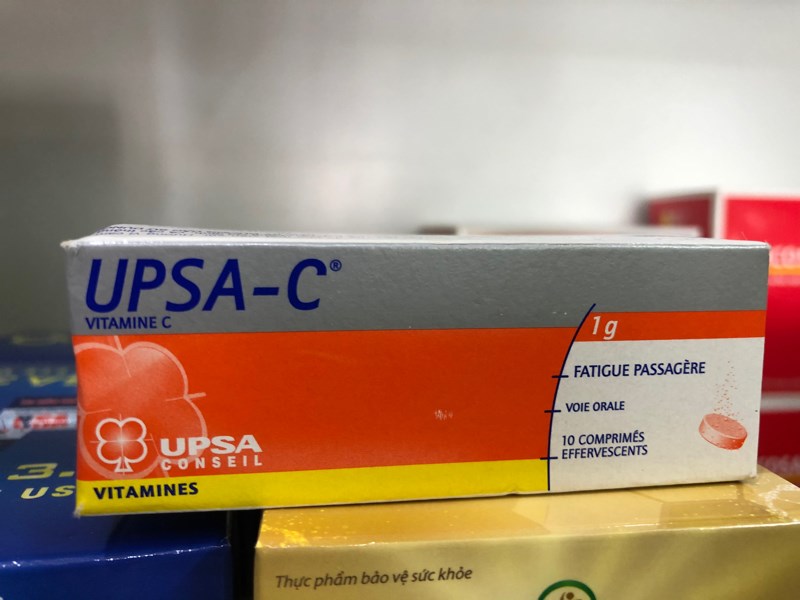 UPSA-C®
VITAMINE C
1g
FATIGUE PASSAGÈRE
VOIE ORALE
10 COMPRIMÉS
EFFERVESCENTS
UPSA
CONSEIL
VITAMINES
Thực phẩm bảo vệ sức khỏe